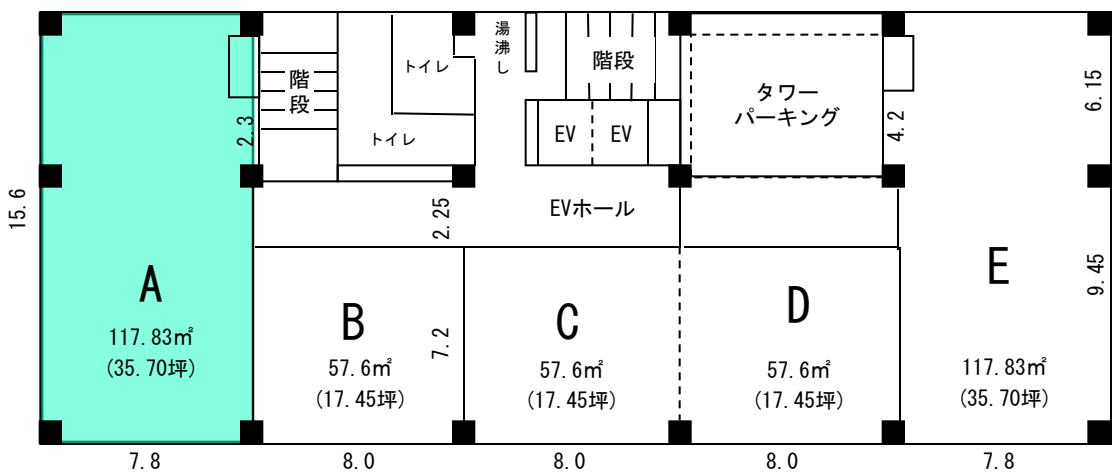 湯沸し
階段
トイレ
階段
タワー
パーキング
6.15
2.3
トイレ
EV
EV
4.2
15.6
2.25
EVホール
A
117.83㎡
(35.70坪)
B
57.6㎡
(17.45坪)
7.2
C
57.6㎡
(17.45坪)
D
57.6㎡
(17.45坪)
E
117.83㎡
(35.70坪)
9.45
7.8
8.0
8.0
8.0
7.8